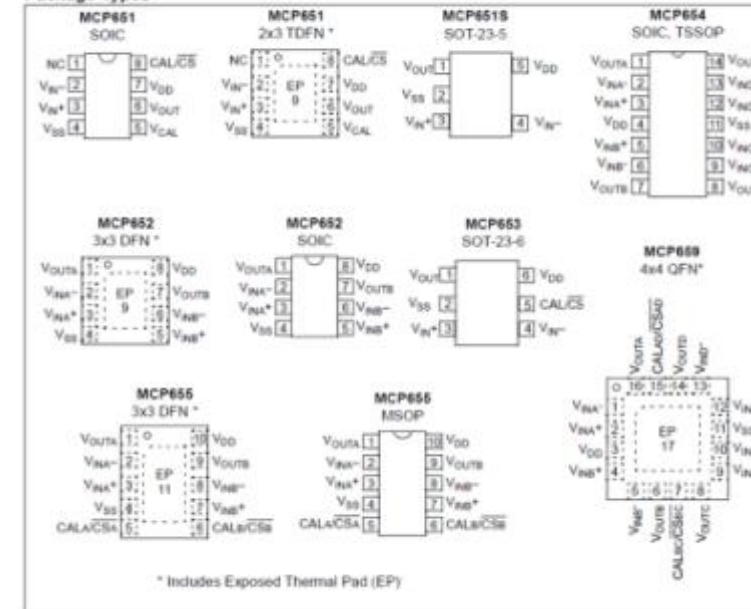 MCP651
SOIC
NC 1
VIN– 2
VIN+ 3
VSS 4
8 CAL/CS
7 VDD
6 VOUT
5 VCAL
MCP651
2x3 TDFN *
NC 1
VIN– 2
VIN+ 3
VSS 4
EP
9
8 CAL/CS
7 VDD
6 VOUT
5 VCAL
MCP651S
SOT-23-5
VOUT 1
VSS 2
VIN+ 3
5 VDD
4 VIN–
MCP654
SOIC, TSSOP
VOUTA 1
VINA- 2
VINA+ 3
VDD 4
VINB+ 5
VINB- 6
VOUTB 7
14
13
12
11
10
9
8
MCP652
3x3 DFN *
VOUTA 1
VINA– 2
VINA+ 3
VSS 4
EP
9
8 VDD
7 VOUTB
6 VINB–
5 VINB+
MCP652
SOIC
VOUTA 1
VINA– 2
VINA+ 3
VSS 4
8 VDD
7 VOUTB
6 VINB–
5 VINB+
MCP653
SOT-23-6
VOUT 1
VSS 2
VIN+ 3
6 VDD
5 CAL/CS
4 VIN–
MCP659
4x4 QFN*
VOUTA
CALAD/CSAD
VOUTD
VIND-
16 15 14 13
VINA- 1
VINA+ 2
VDD 3
VINB+ 4
EP
17
12
11
10
9
5 6 7 8
VINB-
VOUTB
CALBC/CSBC
VOUTC
MCP655
3x3 DFN *
VOUTA 1
VINA– 2
VINA+ 3
VSS 4
CALA/CSA 5
EP
11
10 VDD
9 VOUTB
8 VINB–
7 VINB+
6 CALB/CSB
MCP655
MSOP
VOUTA 1
VINA– 2
VINA+ 3
VSS 4
CALA/CSA 5
10 VDD
9 VOUTB
8 VINB–
7 VINB+
6 CALB/CSB
* Includes Exposed Thermal Pad (EP)